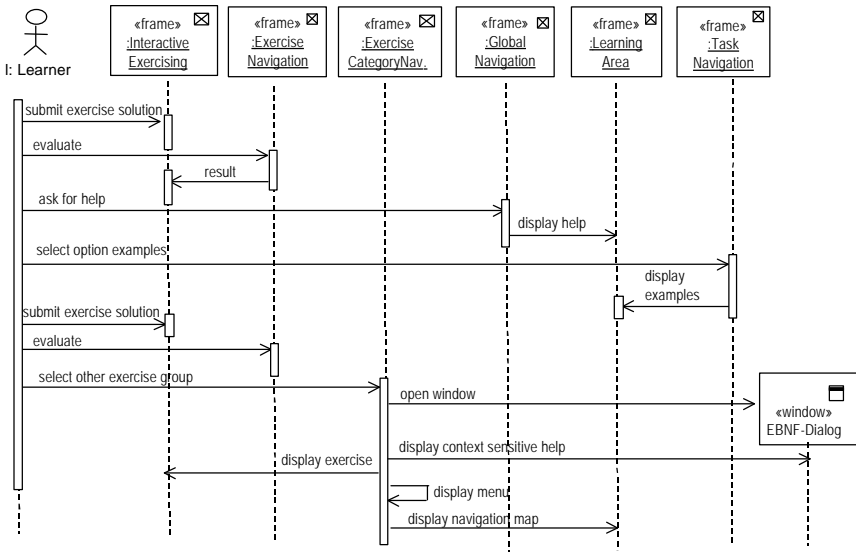 «frame»
:Interactive
Exercising
«frame»
:Exercise
Navigation
«frame»
:Exercise
CategoryNav.
«frame»
:Global
Navigation
«frame»
:Learning
Area
«frame»
:Task
Navigation
l: Learner
submit exercise solution
evaluate
result
ask for help
display help
select option examples
display
examples
submit exercise solution
evaluate
select other exercise group
open window
«window»
EBNF-Dialog
display context sensitive help
display exercise
display menu
display navigation map